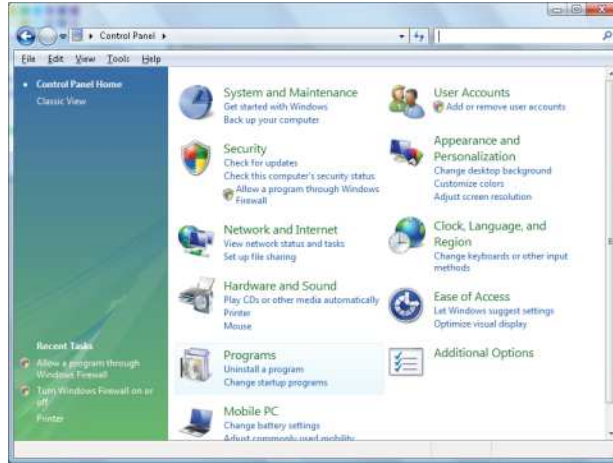 Control Panel
File Edit View Tools Help
Control Panel Home
Classic View
System and Maintenance
Get started with Windows
Back up your computer
Security
Check for updates
Check this computer's security status
Allow a program through Windows
Firewall
Network and Internet
View network status and tasks
Set up file sharing
Hardware and Sound
Play CDs or other media automatically
Printer
Mouse
Programs
Uninstall a program
Change startup programs
Mobile PC
Change battery settings
Adjust commonly used mobility
User Accounts
Add or remove user accounts
Appearance and
Personalization
Change desktop background
Customize colors
Adjust screen resolution
Clock, Language, and
Region
Change keyboards or other input
methods
Ease of Access
Let Windows suggest settings
Optimize visual display
Additional Options
Recent Tasks
Allow a program through
Windows Firewall
Turn Windows Firewall on or
off
Printer